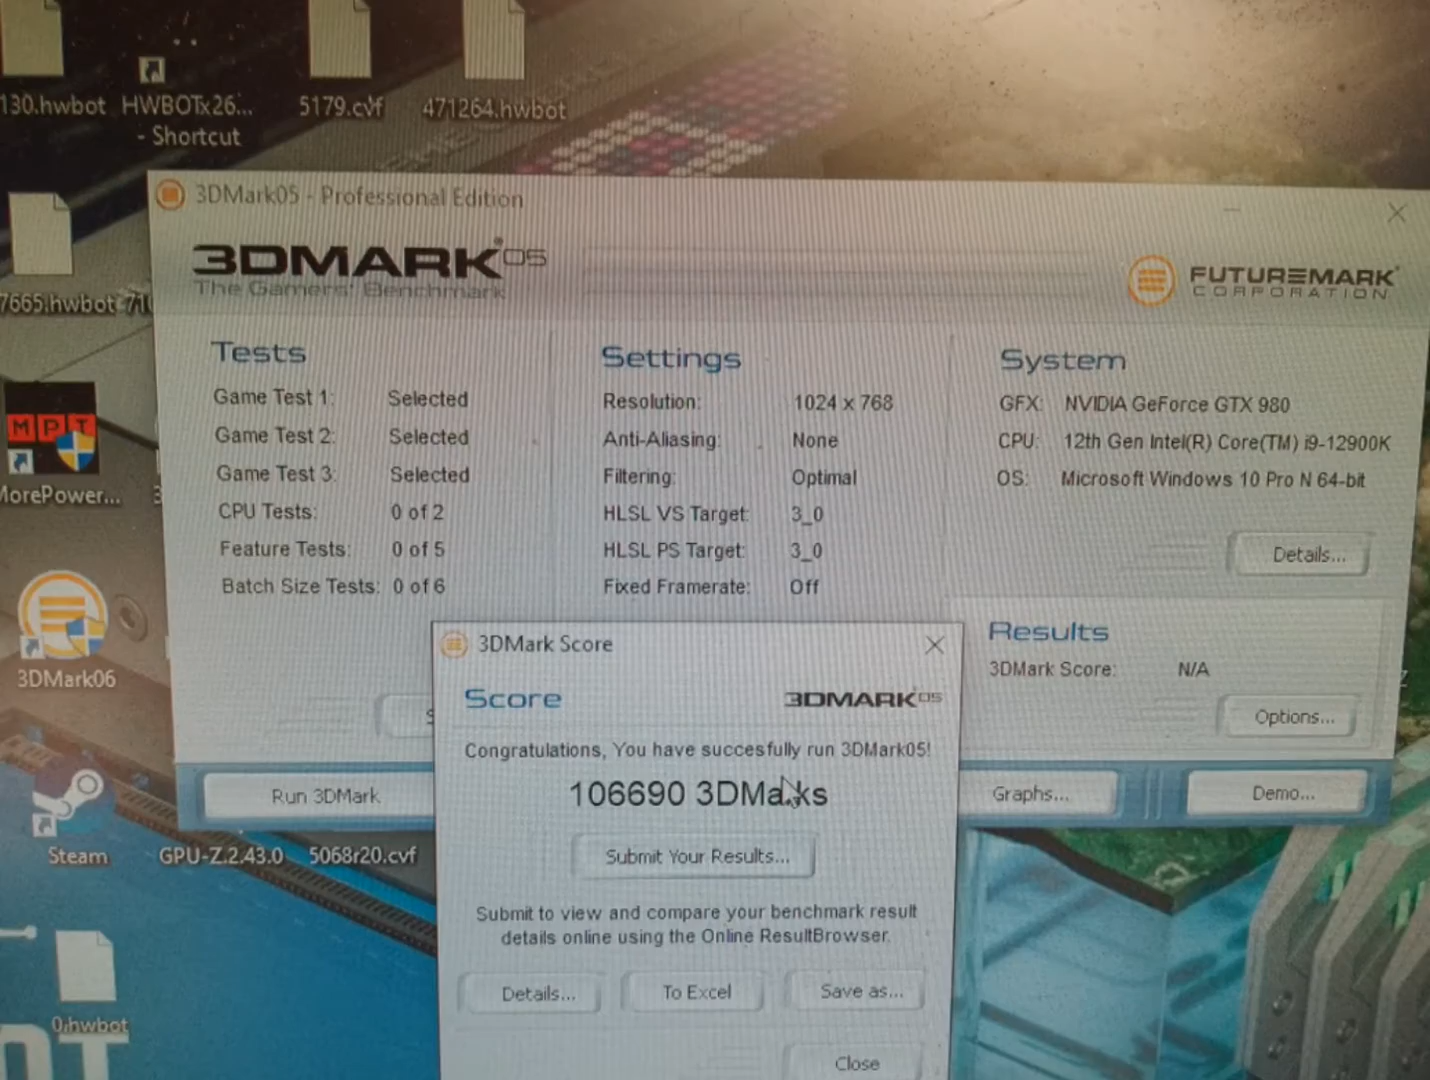 130.hwbot
HWBOTx26...
- Shortcut
5179.cvf
471264.hwbot
3DMark05 - Professional Edition
3DMARK®05
The Gamers' Benchmark
FUTUREMARK®
CORPORATION
7665.hwbot
Tests
Game Test 1: Selected
Game Test 2: Selected
Game Test 3: Selected
CPU Tests: 0 of 2
Feature Tests: 0 of 5
Batch Size Tests: 0 of 6
Settings
Resolution: 1024 x 768
Anti-Aliasing: None
Filtering: Optimal
HLSL VS Target: 3_0
HLSL PS Target: 3_0
Fixed Framerate: Off
System
GFX: NVIDIA GeForce GTX 980
CPU: 12th Gen Intel(R) Core(TM) i9-12900K
OS: Microsoft Windows 10 Pro N 64-bit
Details...
Results
3DMark Score: N/A
Options...
MPT
MorePower...
3DMark06
Run 3DMark
Graphs...
Demo...
3DMark Score
Score
3DMARK®05
Congratulations, You have succesfully run 3DMark05!
106690 3DMarks
Submit Your Results...
Submit to view and compare your benchmark result
details online using the Online ResultBrowser.
Details...
To Excel
Save as...
Close
Steam
GPU-Z.2.43.0
5068r20.cvf
0.hwbot